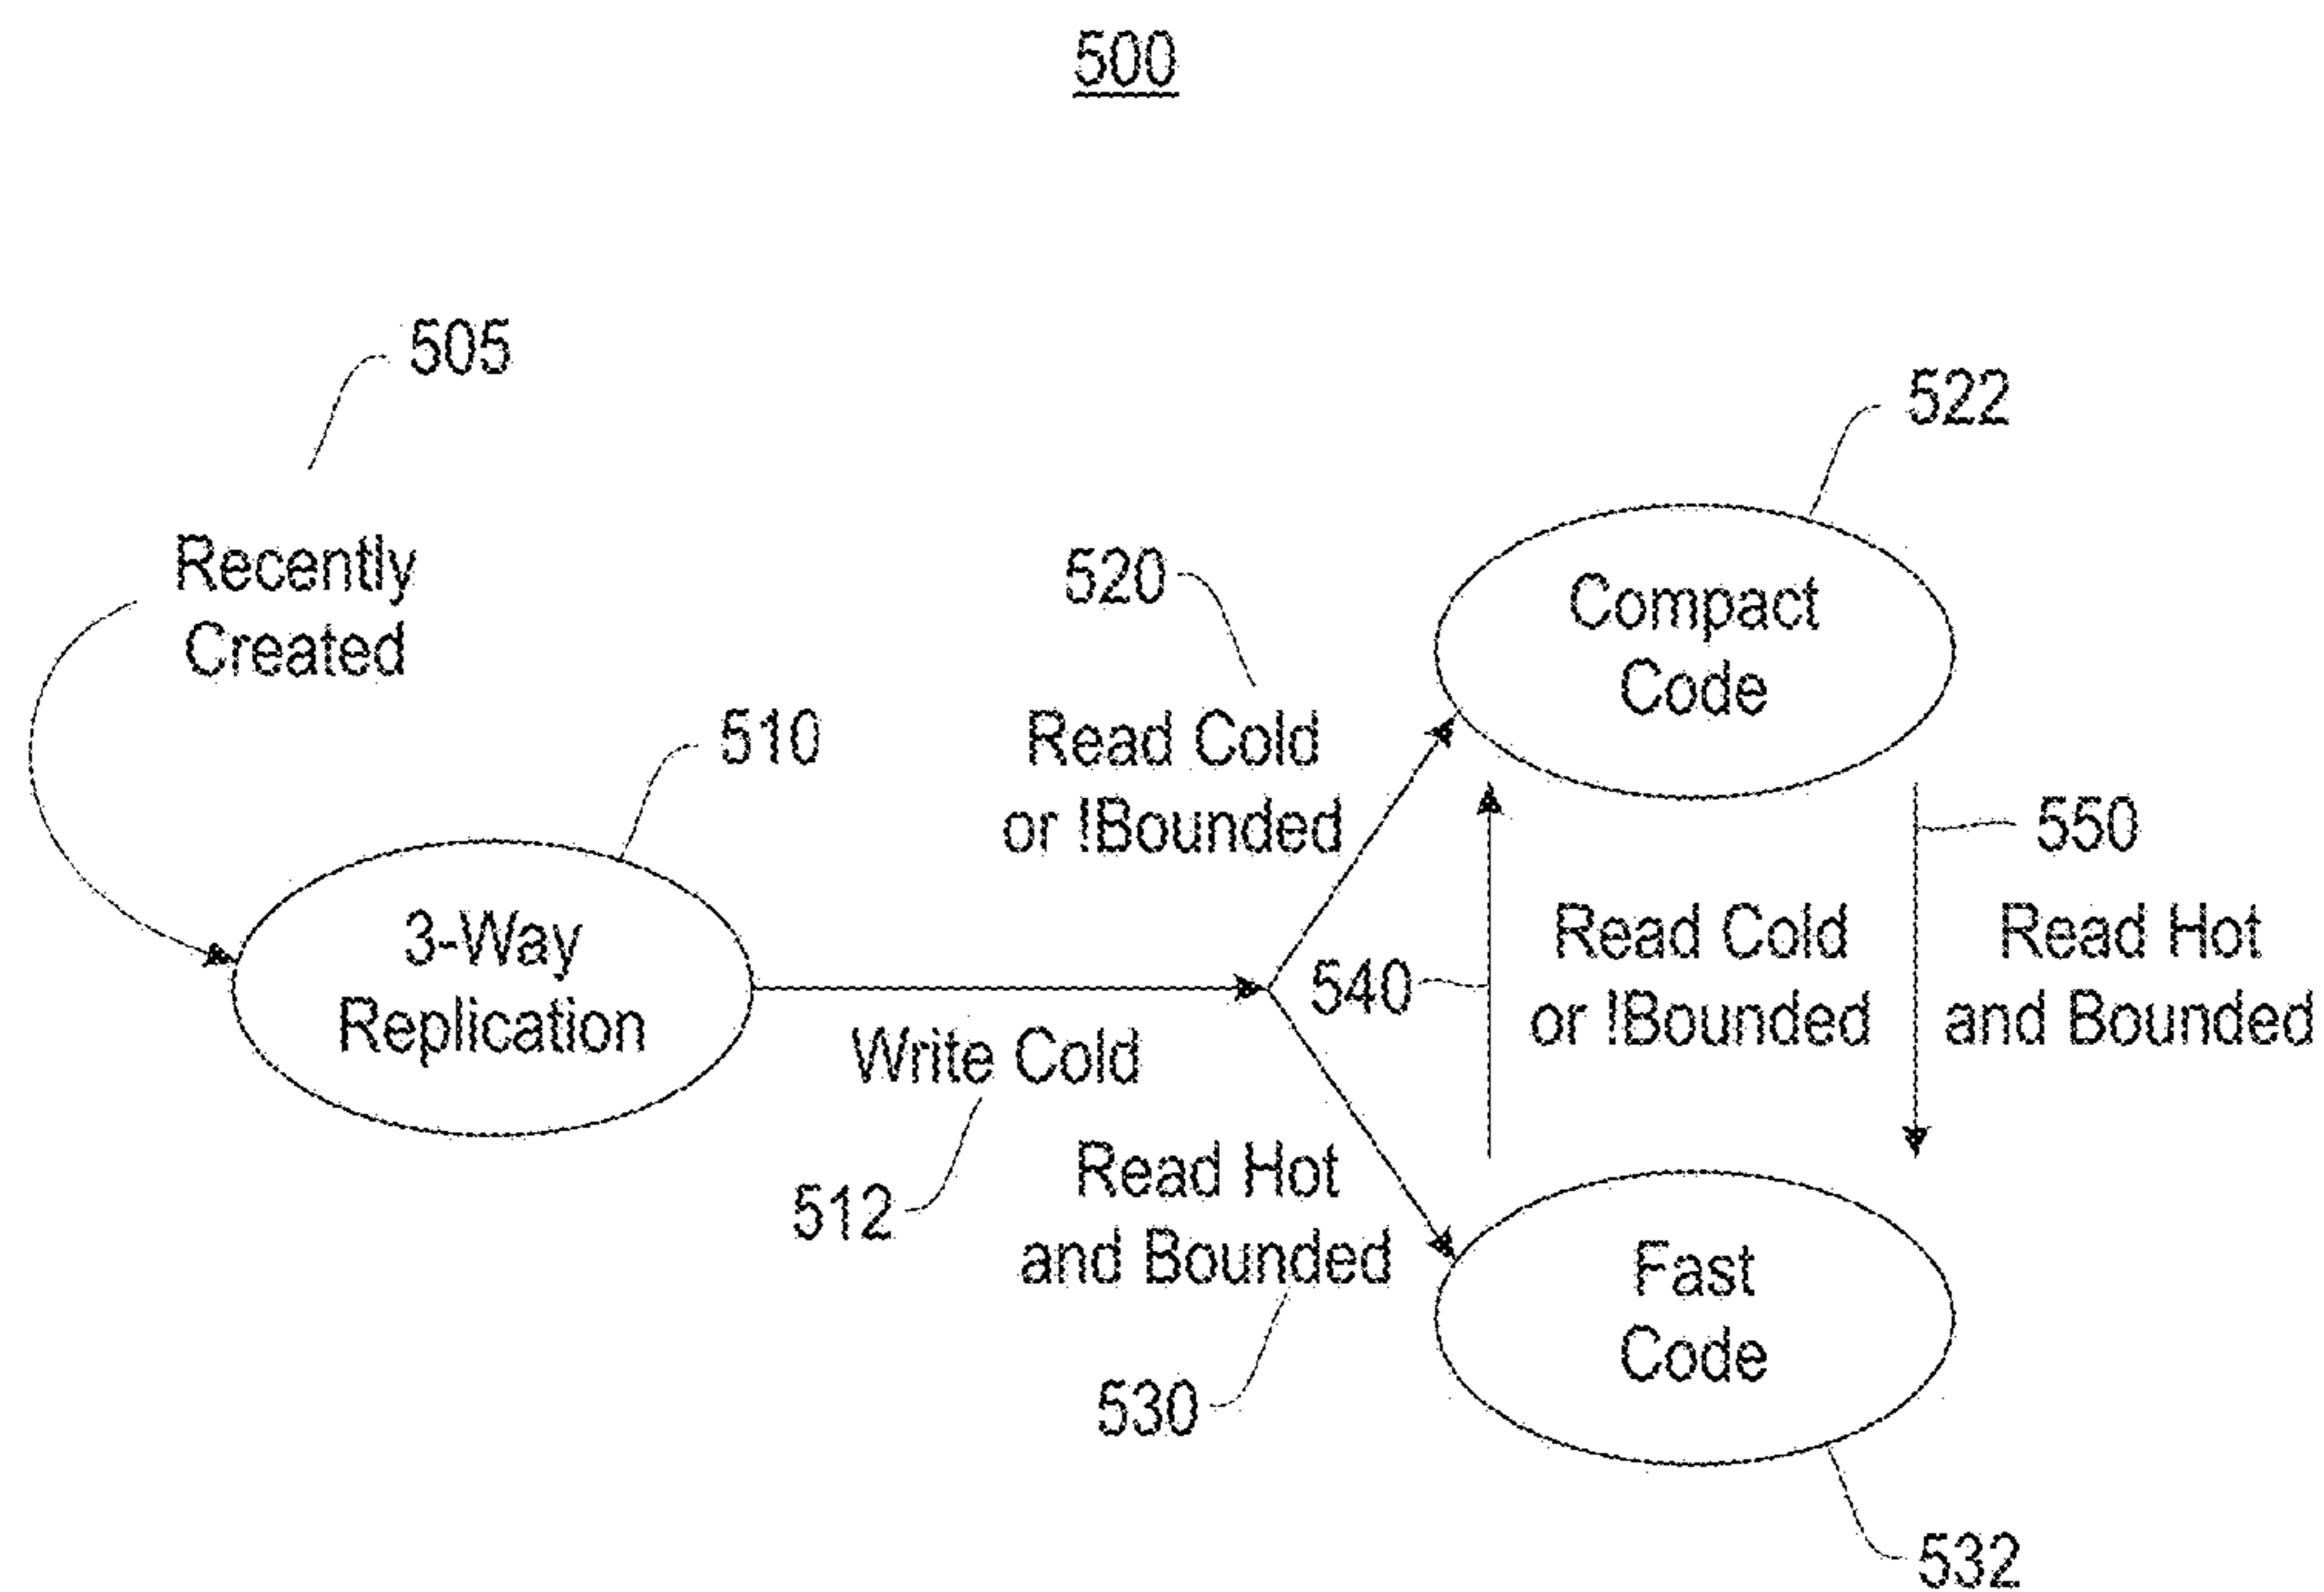 500
505
Recently
Created
510
3-Way
Replication
Write Cold
512
520
Read Cold
or !Bounded
Read Hot
and Bounded
530
522
Compact
Code
540
Read Cold
or !Bounded
550
Read Hot
and Bounded
Fast
Code
532